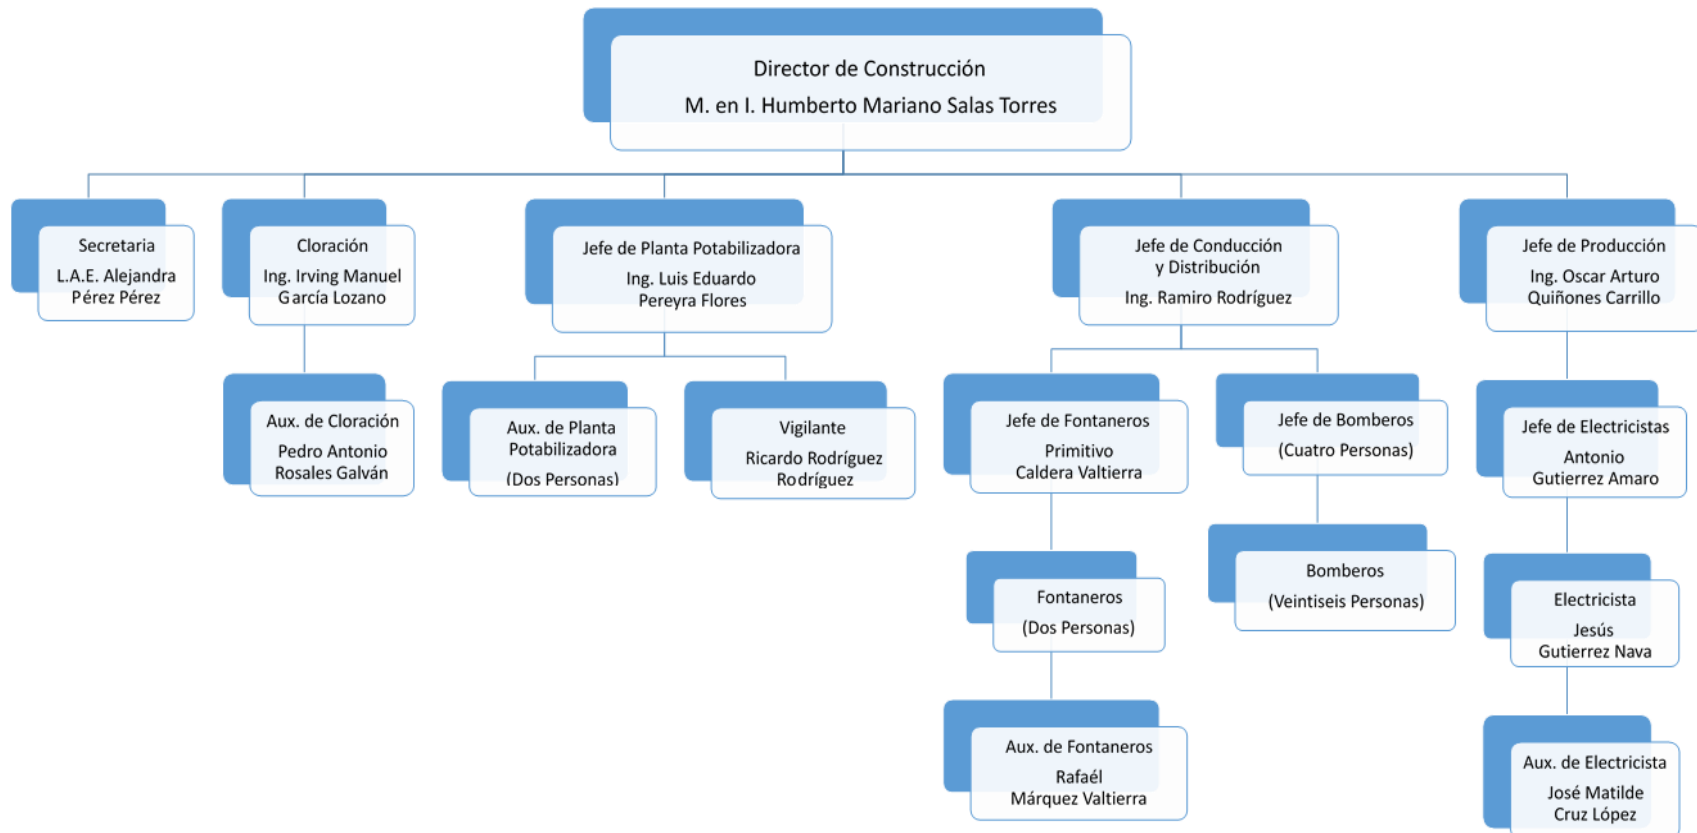 Director de Construcción
M. en I. Humberto Mariano Salas Torres
Secretaria
L.A.E. Alejandra
Pérez Pérez
Cloración
Ing. Irving Manuel
García Lozano
Jefe de Planta Potabilizadora
Ing. Luis Eduardo
Pereyra Flores
Jefe de Conducción
y Distribución
Ing. Ramiro Rodríguez
Jefe de Producción
Ing. Oscar Arturo
Quiñones Carrillo
Aux. de Cloración
Pedro Antonio
Rosales Galván
Aux. de Planta
Potabilizadora
(Dos Personas)
Vigilante
Ricardo Rodríguez
Rodríguez
Jefe de Fontaneros
Primitivo
Caldera Valtierra
Jefe de Bomberos
(Cuatro Personas)
Jefe de Electricistas
Antonio
Gutierrez Amaro
Fontaneros
(Dos Personas)
Bomberos
(Veintiseis Personas)
Electricista
Jesús
Gutierrez Nava
Aux. de Fontaneros
Rafaél
Márquez Valtierra
Aux. de Electricista
José Matilde
Cruz López